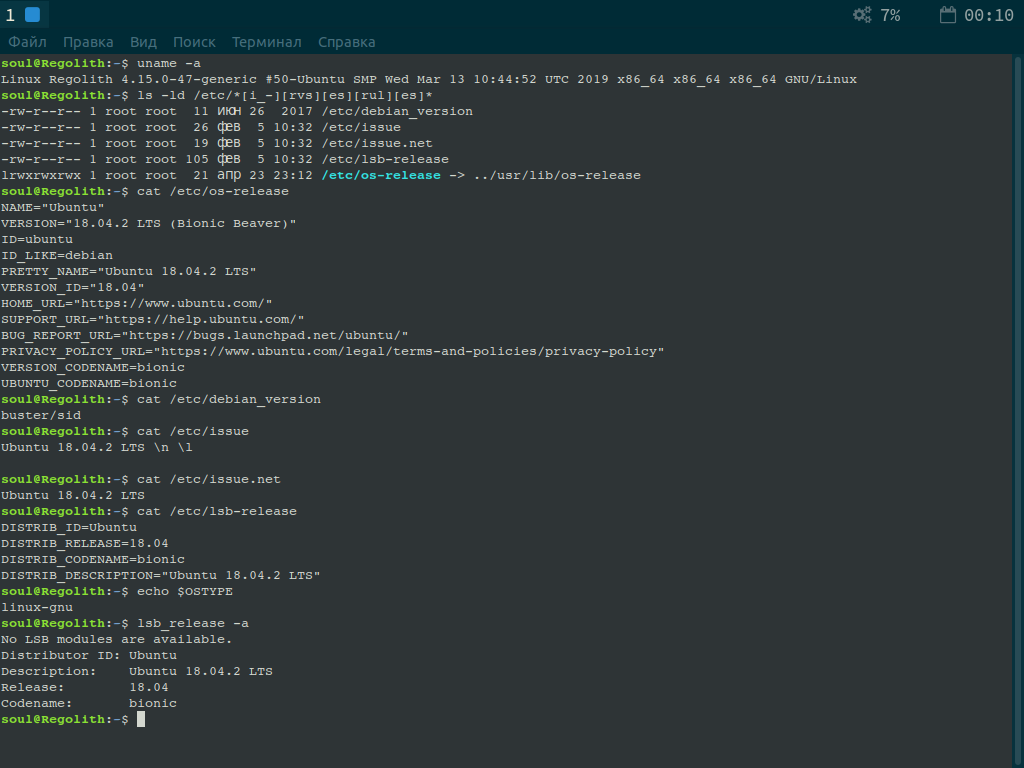 1 7% 00:10
Файл Правка Вид Поиск Терминал Справка
soul@Regolith:~$ uname -a
Linux Regolith 4.15.0-47-generic #50-Ubuntu SMP Wed Mar 13 10:44:52 UTC 2019 x86_64 x86_64 x86_64 GNU/Linux
soul@Regolith:~$ ls -ld /etc/*[i_-][rvs][es][rul][es]*
-rw-r--r-- 1 root root  11 июн 26  2017 /etc/debian_version
-rw-r--r-- 1 root root  26 фев  5 10:32 /etc/issue
-rw-r--r-- 1 root root  19 фев  5 10:32 /etc/issue.net
-rw-r--r-- 1 root root 105 фев  5 10:32 /etc/lsb-release
lrwxrwxrwx 1 root root  21 апр 23 23:12 /etc/os-release -> ../usr/lib/os-release
soul@Regolith:~$ cat /etc/os-release
NAME="Ubuntu"
VERSION="18.04.2 LTS (Bionic Beaver)"
ID=ubuntu
ID_LIKE=debian
PRETTY_NAME="Ubuntu 18.04.2 LTS"
VERSION_ID="18.04"
HOME_URL="https://www.ubuntu.com/"
SUPPORT_URL="https://help.ubuntu.com/"
BUG_REPORT_URL="https://bugs.launchpad.net/ubuntu/"
PRIVACY_POLICY_URL="https://www.ubuntu.com/legal/terms-and-policies/privacy-policy"
VERSION_CODENAME=bionic
UBUNTU_CODENAME=bionic
soul@Regolith:~$ cat /etc/debian_version
buster/sid
soul@Regolith:~$ cat /etc/issue
Ubuntu 18.04.2 LTS \n \l
soul@Regolith:~$ cat /etc/issue.net
Ubuntu 18.04.2 LTS
soul@Regolith:~$ cat /etc/lsb-release
DISTRIB_ID=Ubuntu
DISTRIB_RELEASE=18.04
DISTRIB_CODENAME=bionic
DISTRIB_DESCRIPTION="Ubuntu 18.04.2 LTS"
soul@Regolith:~$ echo $OSTYPE
linux-gnu
soul@Regolith:~$ lsb_release -a
No LSB modules are available.
Distributor ID: Ubuntu
Description:    Ubuntu 18.04.2 LTS
Release:        18.04
Codename:       bionic
soul@Regolith:~$